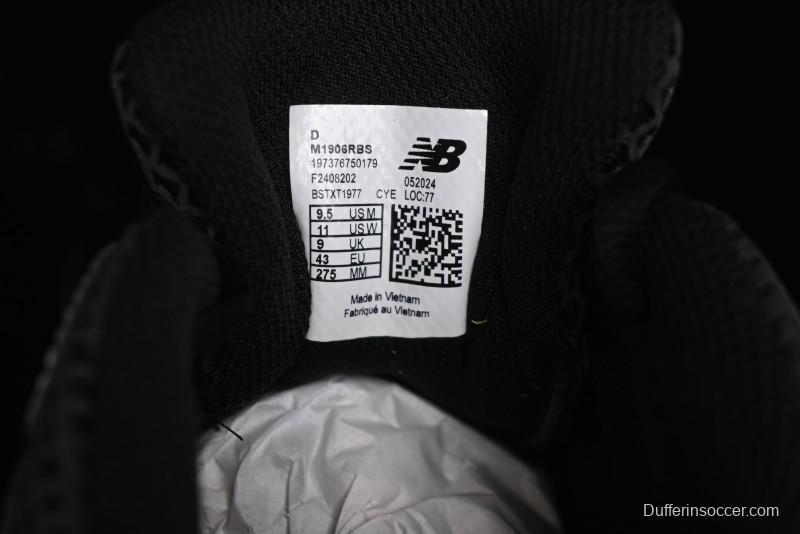 D
M1906RBS
197376750179
F2408202
052024
BSTXT1977 CYE LOC:77
NB
9.5 US M
11 US W
9 UK
43 EU
275 MM
Made in Vietnam
Fabriqué au Vietnam
Dufferinsoccer.com